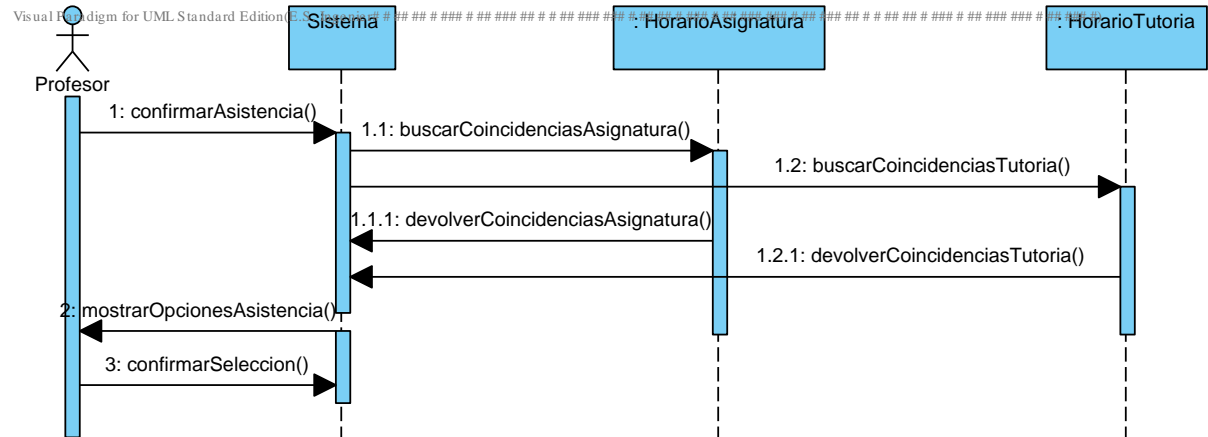 Visual Paradigm for UML Standard Edition(E.S.
Sistema
: HorarioAsignatura
: HorarioTutoria
Profesor
1: confirmarAsistencia()
1.1: buscarCoincidenciasAsignatura()
1.2: buscarCoincidenciasTutoria()
1.1.1: devolverCoincidenciasAsignatura()
1.2.1: devolverCoincidenciasTutoria()
2: mostrarOpcionesAsistencia()
3: confirmarSeleccion()